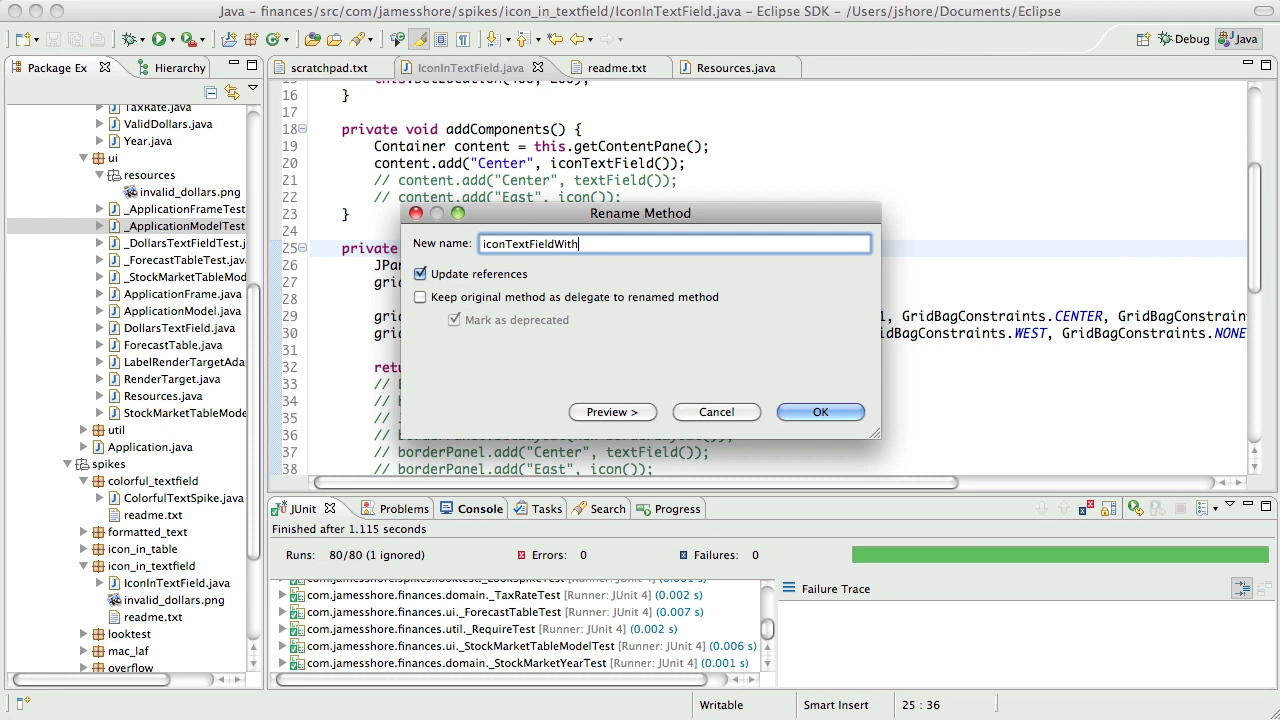 Java – finances/src/com/jamesshore/spikes/icon_in_textfield/IconInTextField.java – Eclipse SDK – /Users/jshore/Documents/Eclipse
Debug
Java
Package Ex
Hierarchy
TaxRate.java
ValidDollars.java
Year.java
ui
resources
invalid_dollars.png
_ApplicationFrameTest
_ApplicationModelTest
_DollarsTextFieldTest.j
_ForecastTableTest.java
_StockMarketTableMod
ApplicationFrame.java
ApplicationModel.java
DollarsTextField.java
ForecastTable.java
LabelRenderTargetAda
RenderTarget.java
Resources.java
StockMarketTableMode
util
Application.java
spikes
colorful_textfield
ColorfulTextSpike.java
readme.txt
formatted_text
icon_in_table
icon_in_textfield
IconInTextField.java
invalid_dollars.png
readme.txt
looktest
mac_laf
overflow
scratchpad.txt
IconInTextField.java
readme.txt
Resources.java
16 }
17
18 private void addComponents() {
19 Container content = this.getContentPane();
20 content.add("Center", iconTextField());
21 // content.add("Center", textField());
22 // content.add("East", icon());
23 }
25 private
26 JPan
27 gri
28
29 gri 1, GridBagConstraints.CENTER, GridBagConstrain
30 gri GridBagConstraints.WEST, GridBagConstraints.NONE
31
32 retu
33 //
34 //
35 //
36 //
37 // borderPanel.add("Center", textField());
38 // borderPanel.add("East", icon());
Rename Method
New name: iconTextFieldWith
Update references
Keep original method as delegate to renamed method
Mark as deprecated
Preview >
Cancel
OK
JUnit
Problems
Console
Tasks
Search
Progress
Finished after 1.115 seconds
Runs: 80/80 (1 ignored)
Errors: 0
Failures: 0
com.jamesshore.finances.domain._TaxRateTest [Runner: JUnit 4] (0.002 s)
com.jamesshore.finances.ui._ForecastTableTest [Runner: JUnit 4] (0.007 s)
com.jamesshore.finances.util._RequireTest [Runner: JUnit 4] (0.002 s)
com.jamesshore.finances.ui._StockMarketTableModelTest [Runner: JUnit 4] (0.006 s)
com.jamesshore.finances.domain._StockMarketYearTest [Runner: JUnit 4] (0.001 s)
Failure Trace
Writable
Smart Insert
25 : 36